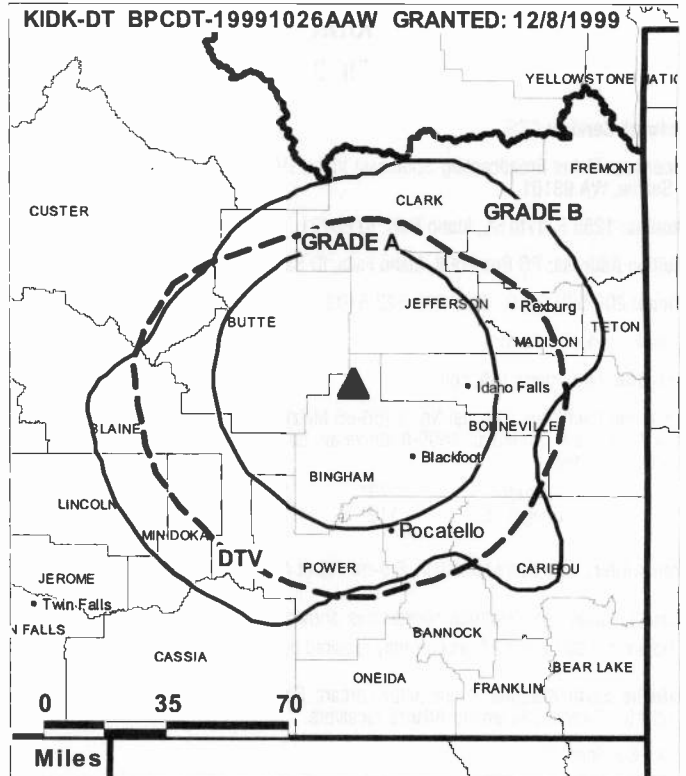 KIDK-DT BPCDT-19991026AAW GRANTED: 12/8/1999
YELLOWSTONE
FREMONT
CLARK
CUSTER
GRADE B
GRADE A
JEFFERSON
Rexburg
BUTTE
TETON
MADISON
Idaho Falls
BLAINE
BONNEVILLE
Blackfoot
BINGHAM
LINCOLN
MINIDOKA
Pocatello
DTV
POWER
CARIBOU
JEROME
Twin Falls
N FALLS
BANNOCK
CASSIA
BEAR LAKE
ONEIDA
FRANKLIN
0 35 70
Miles